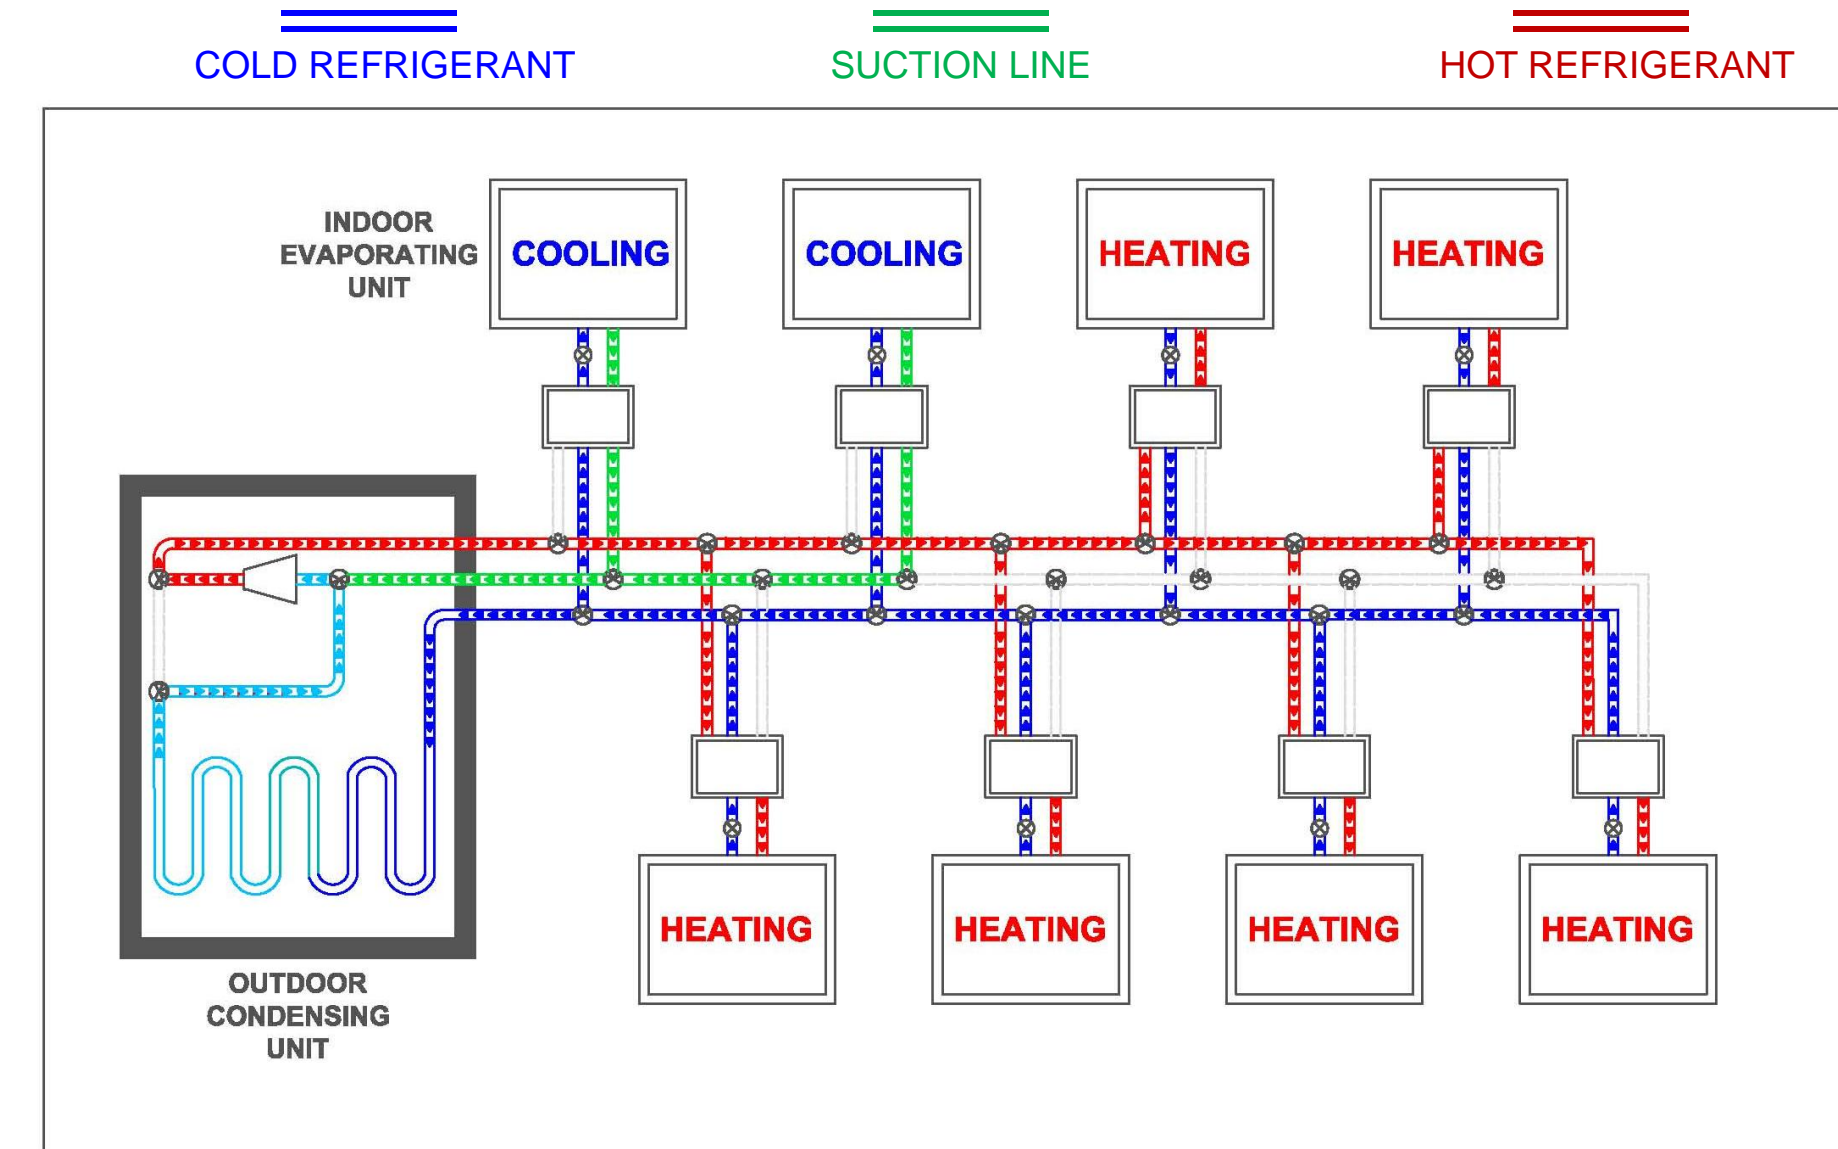 COLD REFRIGERANT
SUCTION LINE
HOT REFRIGERANT
INDOOR
EVAPORATING
UNIT
COOLING
COOLING
HEATING
HEATING
HEATING
HEATING
HEATING
HEATING
OUTDOOR
CONDENSING
UNIT